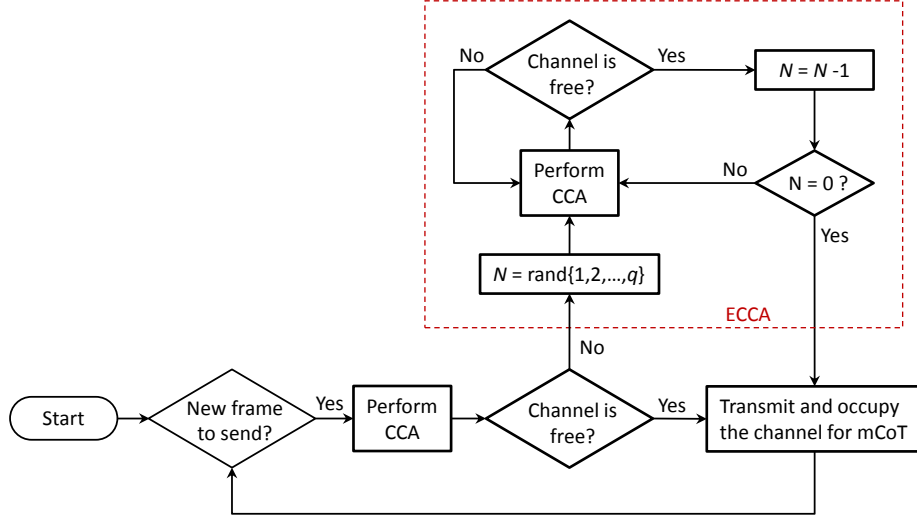 No
Channel is
free?
Yes
N = N -1
Perform
CCA
No
N = 0 ?
Yes
N = rand{1,2,...,q}
ECCA
No
Start
New frame
to send?
Yes
Perform
CCA
Channel is
free?
Yes
Transmit and occupy
the channel for mCoT